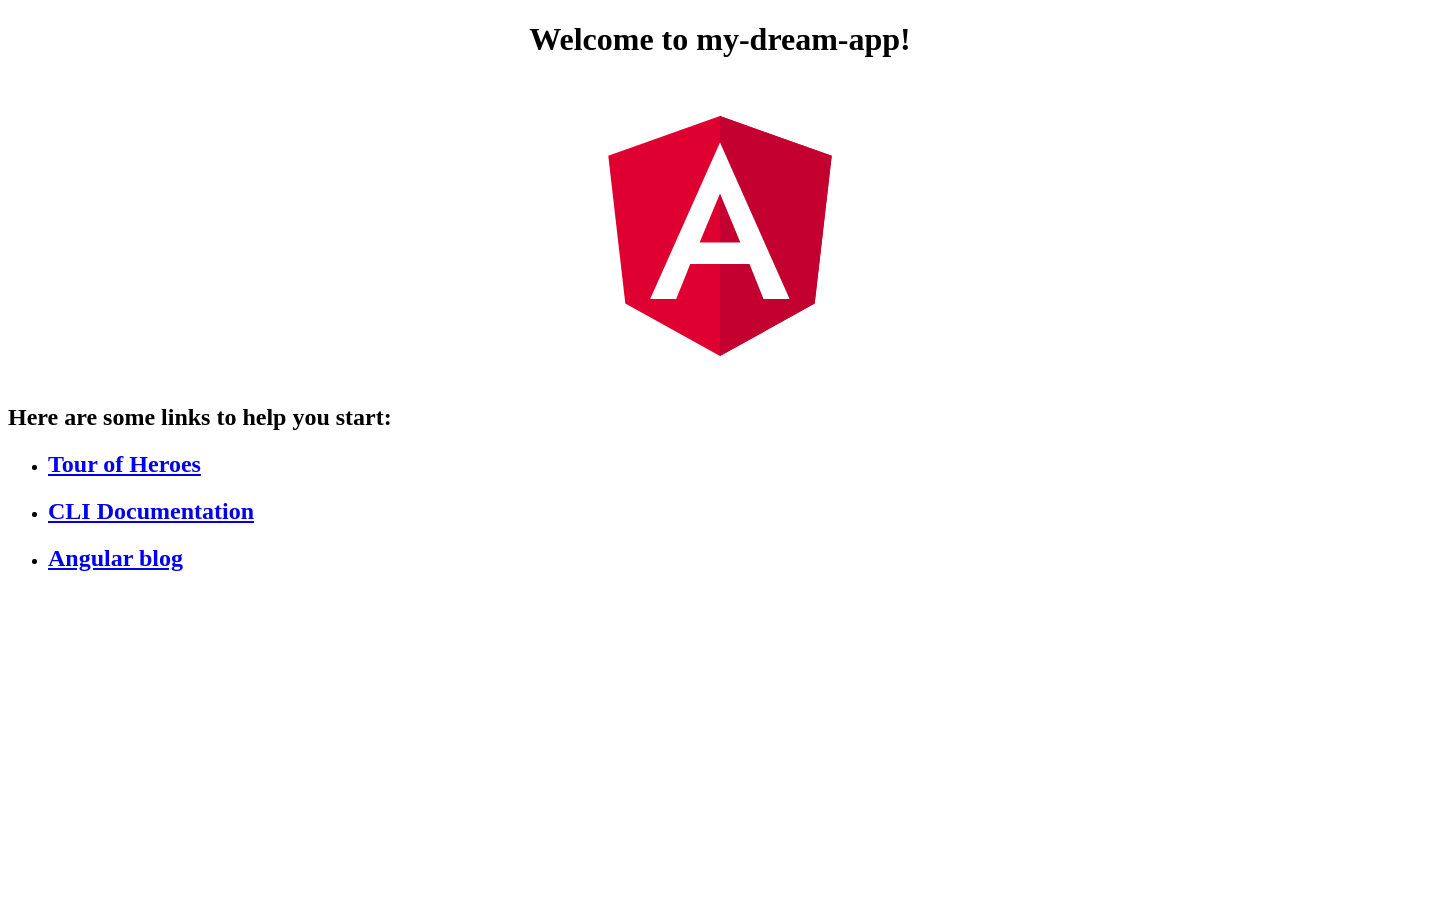 Welcome to my-dream-app!
A
Here are some links to help you start:
Tour of Heroes
CLI Documentation
Angular blog